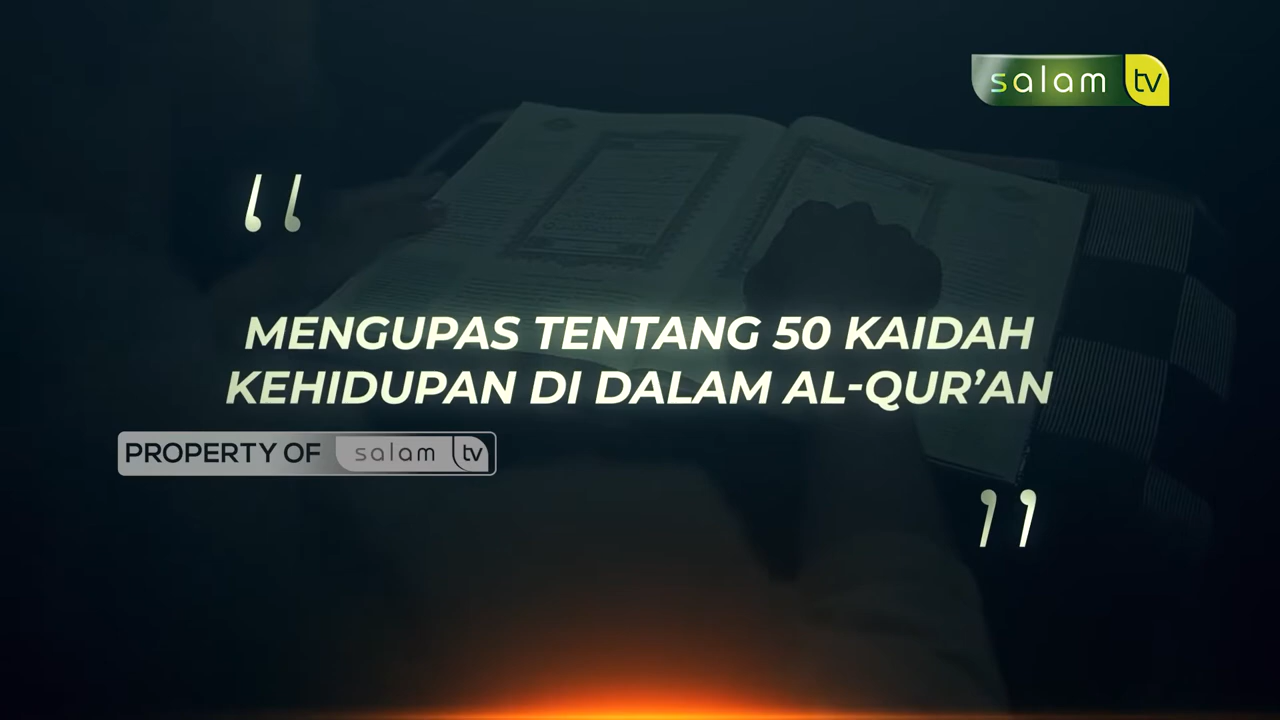 salam tv
“
MENGUPAS TENTANG 50 KAIDAH
KEHIDUPAN DI DALAM AL-QUR’AN
PROPERTY OF salam tv
”